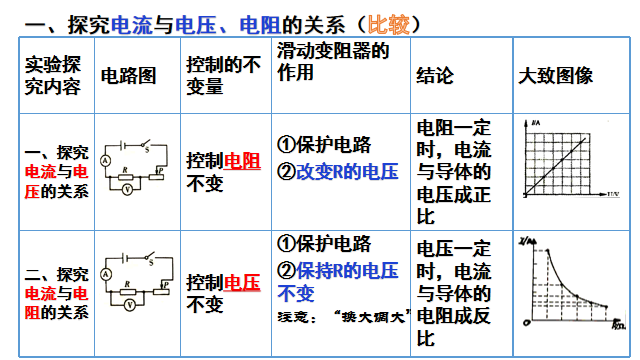 一、探究电流与电压、电阻的关系（比较）
实验探
究内容
电路图
控制的不
变量
滑动变阻器的
作用
结论
大致图像
一、探究
电流与电
压的关系
A
S
R
P
V
控制电阻
不变
①保护电路
②改变R的电压
电阻一定
时，电流
与导体的
电压成正
比
I/A
U/V
二、探究
电流与电
阻的关系
A
S
R
P
V
控制电压
不变
①保护电路
②保持R的电压
不变
注意：“换大调大”
电压一定
时，电流
与导体的
电阻成反
比
I/A
0